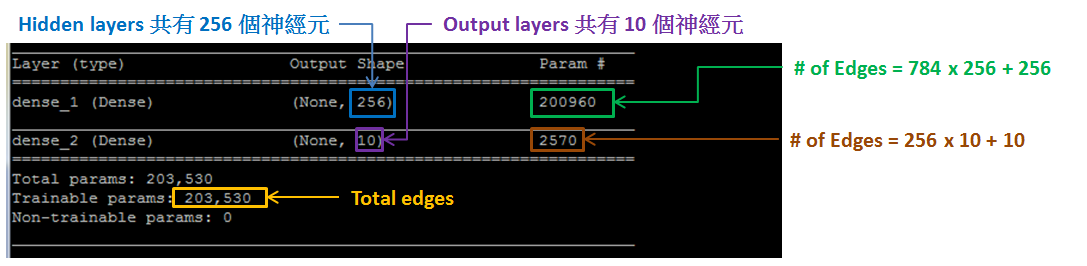 Hidden layers 共有 256 個神經元
Output layers 共有 10 個神經元
Layer (type) Output Shape Param #
# of Edges = 784 x 256 + 256
dense_1 (Dense) (None, 256) 200960
dense_2 (Dense) (None, 10) 2570
# of Edges = 256 x 10 + 10
Total params: 203,530
Trainable params: 203,530
Total edges
Non-trainable params: 0